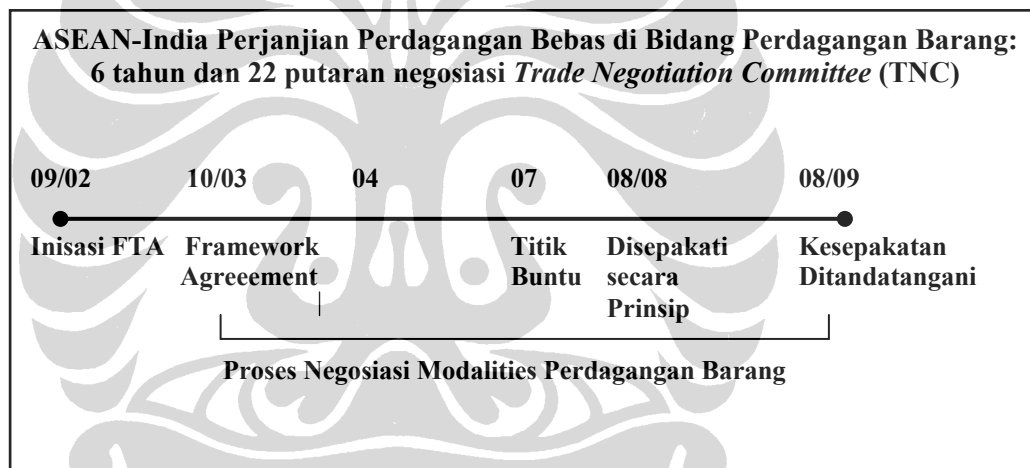 ASEAN-India Perjanjian Perdagangan Bebas di Bidang Perdagangan Barang:
6 tahun dan 22 putaran negosiasi Trade Negotiation Committee (TNC)
09/02 10/03 04 07 08/08 08/09
Inisasi FTA Framework Titik Disepakati Kesepakatan
Agreeement Buntu secara Ditandatangani
Prinsip
Proses Negosiasi Modalities Perdagangan Barang